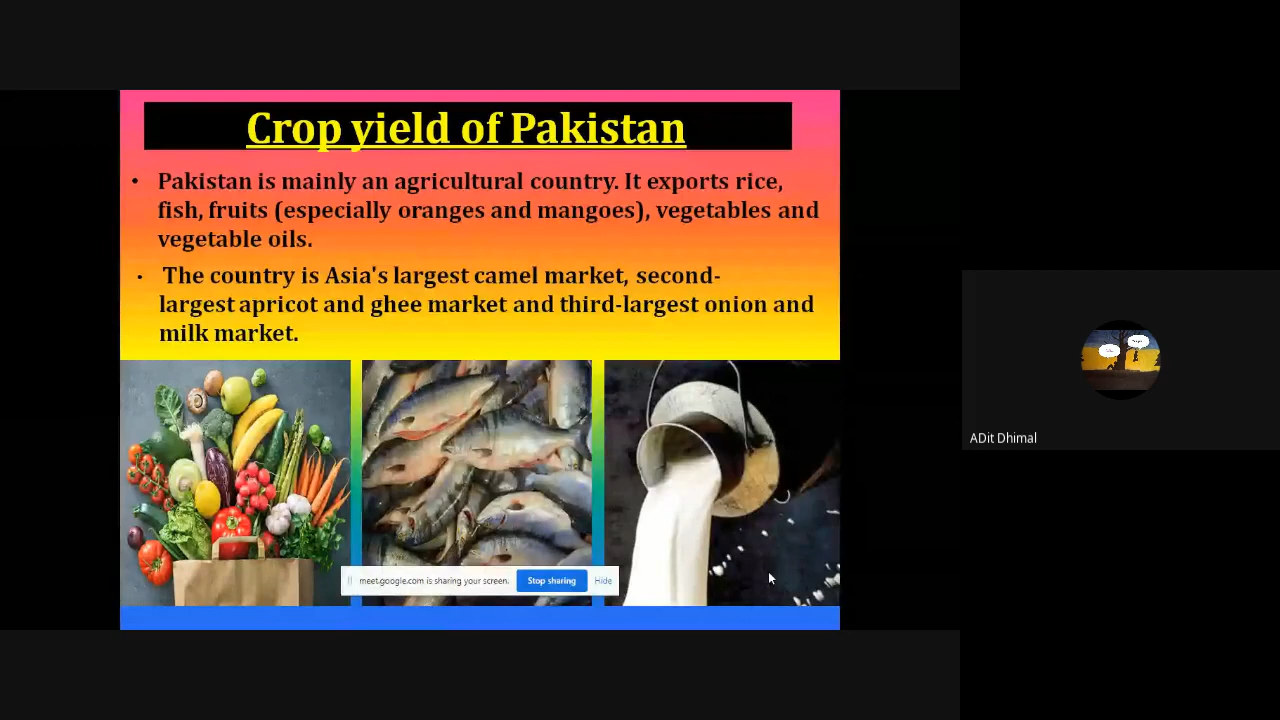 Crop yield of Pakistan
• Pakistan is mainly an agricultural country. It exports rice,
fish, fruits (especially oranges and mangoes), vegetables and
vegetable oils.
• The country is Asia's largest camel market, second-
largest apricot and ghee market and third-largest onion and
milk market.
meet.google.com is sharing your screen. Stop sharing Hide
ADit Dhimal